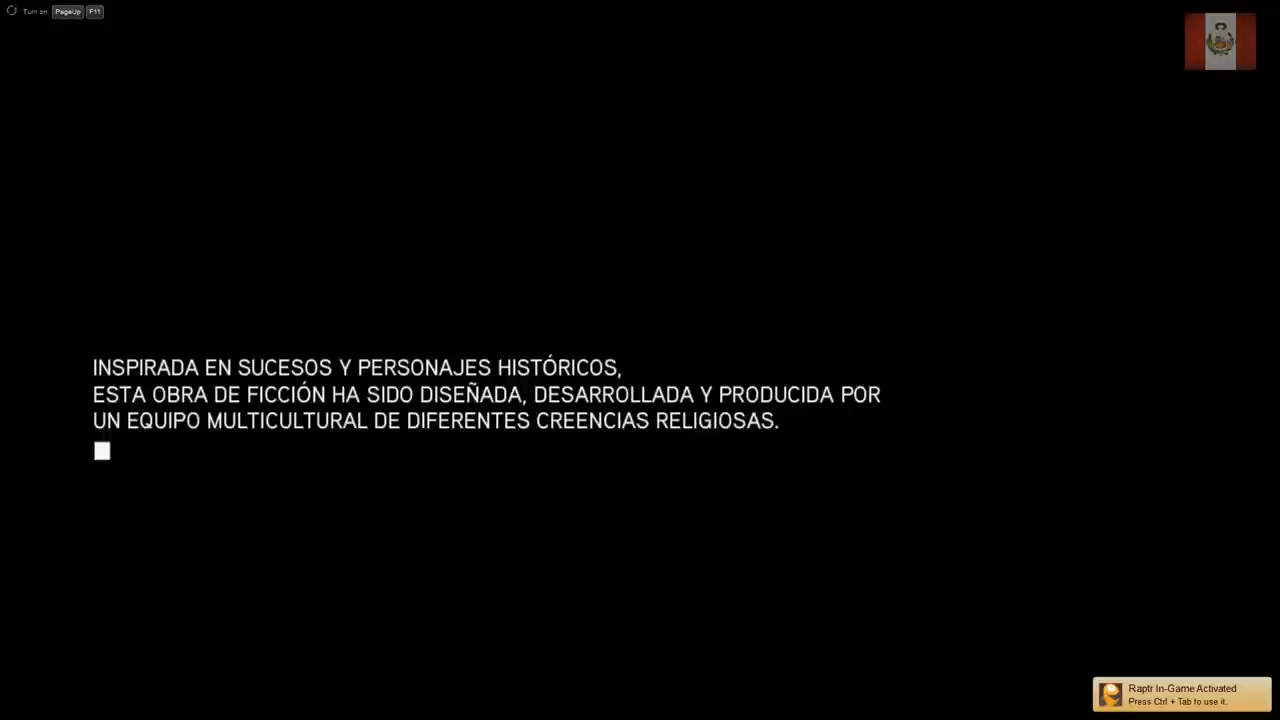 Turn on PageUp F11
INSPIRADA EN SUCESOS Y PERSONAJES HISTÓRICOS,
ESTA OBRA DE FICCIÓN HA SIDO DISEÑADA, DESARROLLADA Y PRODUCIDA POR
UN EQUIPO MULTICULTURAL DE DIFERENTES CREENCIAS RELIGIOSAS.
Raptr In-Game Activated
Press Ctrl + Tab to use it.